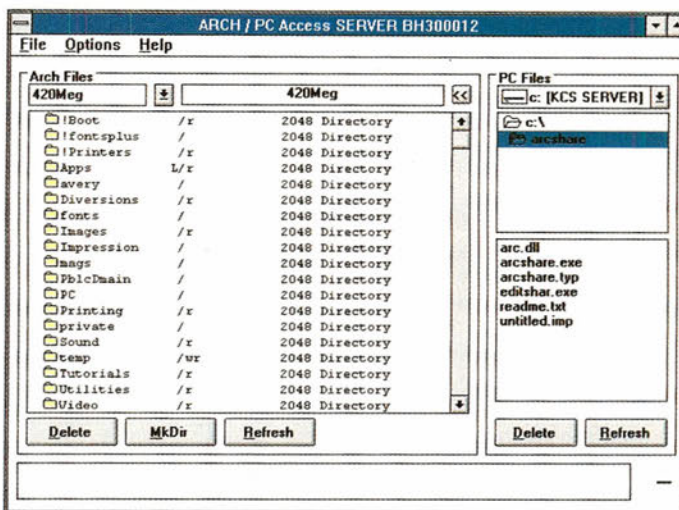 ARCH / PC Access SERVER BH300012
File Options Help
Arch Files
420Meg 420Meg <<
!Boot /r 2048 Directory
!fontsplus / 2048 Directory
!Printers /r 2048 Directory
Apps L/r 2048 Directory
avery / 2048 Directory
Diversions /r 2048 Directory
fonts / 2048 Directory
Images /r 2048 Directory
Impression / 2048 Directory
mags / 2048 Directory
PblcDmain / 2048 Directory
PC / 2048 Directory
Printing /r 2048 Directory
private / 2048 Directory
Sound /r 2048 Directory
temp /wr 2048 Directory
Tutorials /r 2048 Directory
Utilities /r 2048 Directory
Video /r 2048 Directory
Delete MkDir Refresh
PC Files
c: [KCS SERVER]
c:\
arcshare
arc.dll
arcshare.exe
arcshare.typ
editshar.exe
readme.txt
untitled.imp
Delete Refresh